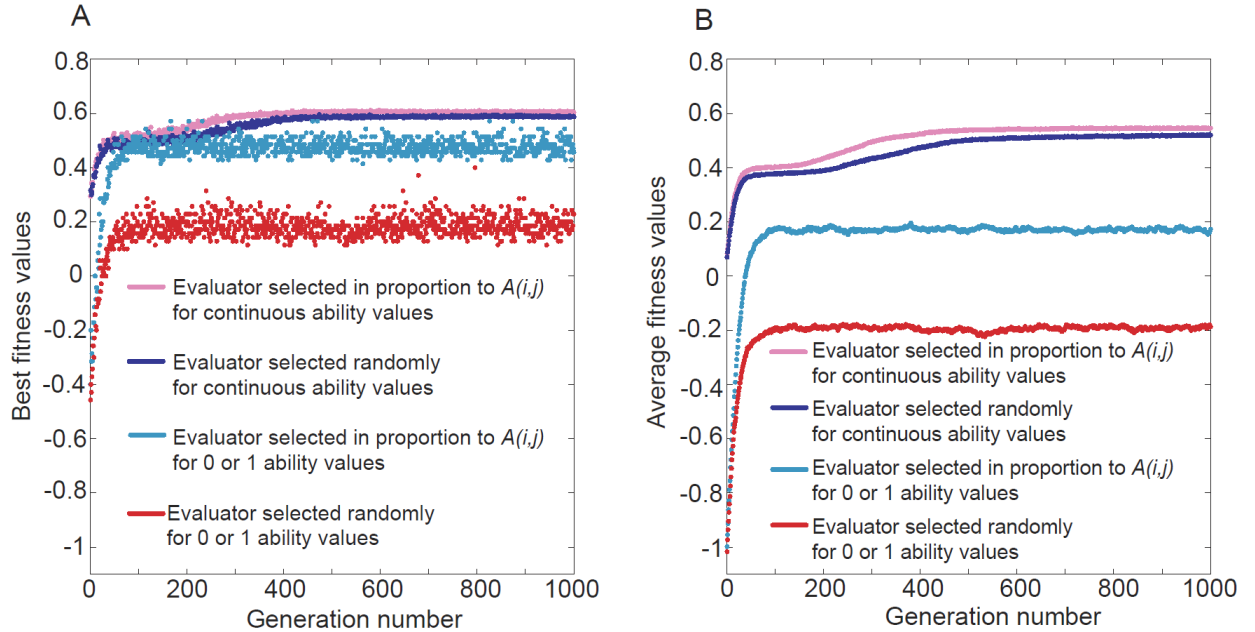 A
Best fitness values
0.8
0.6
0.4
0.2
0
-0.2
-0.4
-0.6
-0.8
-1
Evaluator selected in proportion to A(i,j)
for continuous ability values
Evaluator selected randomly
for continuous ability values
Evaluator selected in proportion to A(i,j)
for 0 or 1 ability values
Evaluator selected randomly
for 0 or 1 ability values
0 200 400 600 800 1000
Generation number
B
Average fitness values
0.8
0.6
0.4
0.2
0
-0.2
-0.4
-0.6
-0.8
-1
Evaluator selected in proportion to A(i,j)
for continuous ability values
Evaluator selected randomly
for continuous ability values
Evaluator selected in proportion to A(i,j)
for 0 or 1 ability values
Evaluator selected randomly
for 0 or 1 ability values
0 200 400 600 800 1000
Generation number